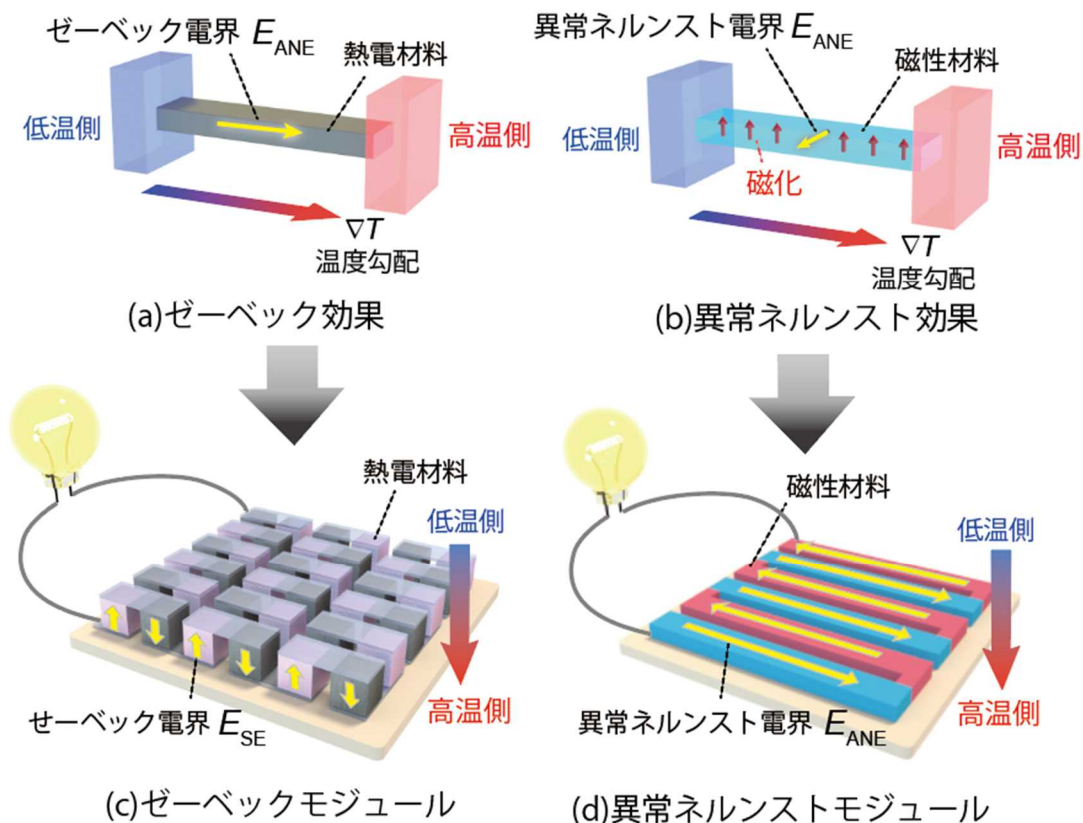 ゼーベック電界 EANE
熱電材料
低温側
高温側
∇T
温度勾配
(a)ゼーベック効果
異常ネルンスト電界 EANE
磁性材料
低温側
磁化
高温側
∇T
温度勾配
(b)異常ネルンスト効果
熱電材料
低温側
高温側
せーベック電界 ESE
(c)ゼーベックモジュール
磁性材料
低温側
高温側
異常ネルンスト電界 EANE
(d)異常ネルンストモジュール